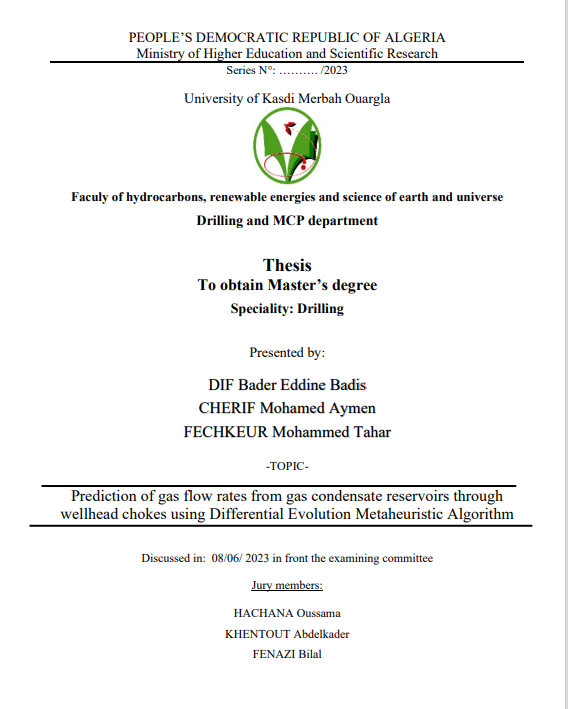 PEOPLE’S DEMOCRATIC REPUBLIC OF ALGERIA
Ministry of Higher Education and Scientific Research
Series N°: ………. /2023
University of Kasdi Merbah Ouargla
Faculy of hydrocarbons, renewable energies and science of earth and universe
Drilling and MCP department
Thesis
To obtain Master’s degree
Speciality: Drilling
Presented by:
DIF Bader Eddine Badis
CHERIF Mohamed Aymen
FECHKEUR Mohammed Tahar
-TOPIC-
Prediction of gas flow rates from gas condensate reservoirs through
wellhead chokes using Differential Evolution Metaheuristic Algorithm
Discussed in:  08/06/ 2023 in front the examining committee
Jury members:
HACHANA Oussama
KHENTOUT Abdelkader
FENAZI Bilal